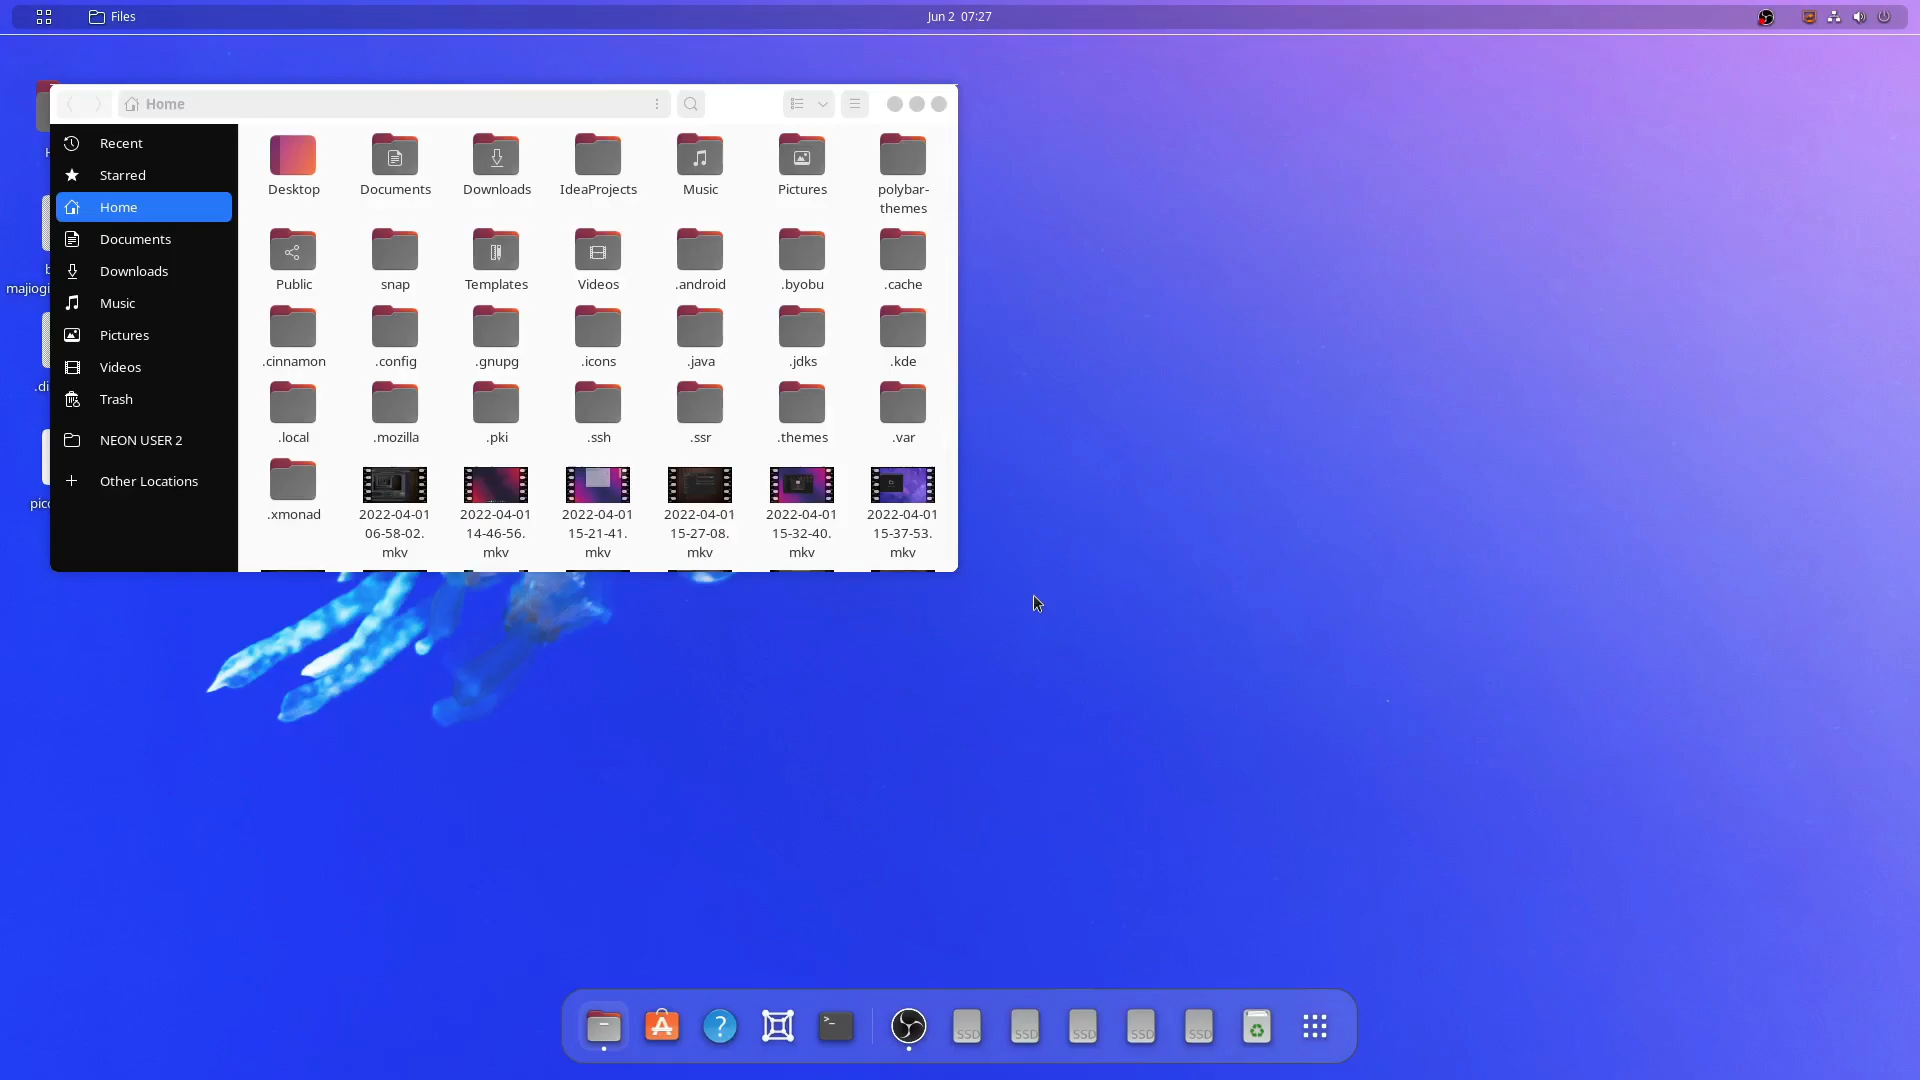 Files
Jun 2 07:27
Home
Recent
Starred
Home
Documents
Downloads
Music
Pictures
Videos
Trash
NEON USER 2
Other Locations
Desktop
Documents
Downloads
IdeaProjects
Music
Pictures
polybar-
themes
Public
snap
Templates
Videos
.android
.byobu
.cache
.cinnamon
.config
.gnupg
.icons
.java
.jdks
.kde
.local
.mozilla
.pki
.ssh
.ssr
.themes
.var
.xmonad
2022-04-01
06-58-02.
mkv
2022-04-01
14-46-56.
mkv
2022-04-01
15-21-41.
mkv
2022-04-01
15-27-08.
mkv
2022-04-01
15-32-40.
mkv
2022-04-01
15-37-53.
mkv
majiogi
.di
SSD
SSD
SSD
SSD
SSD